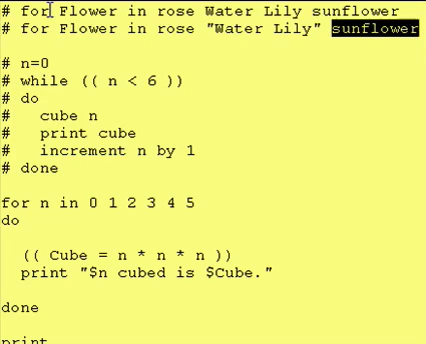 # for Flower in rose Water Lily sunflower
# for Flower in rose "Water Lily" sunflower
# n=0
# while (( n < 6 ))
# do
#   cube n
#   print cube
#   increment n by 1
# done
for n in 0 1 2 3 4 5
do
  (( Cube = n * n * n ))
  print "$n cubed is $Cube."
done
print